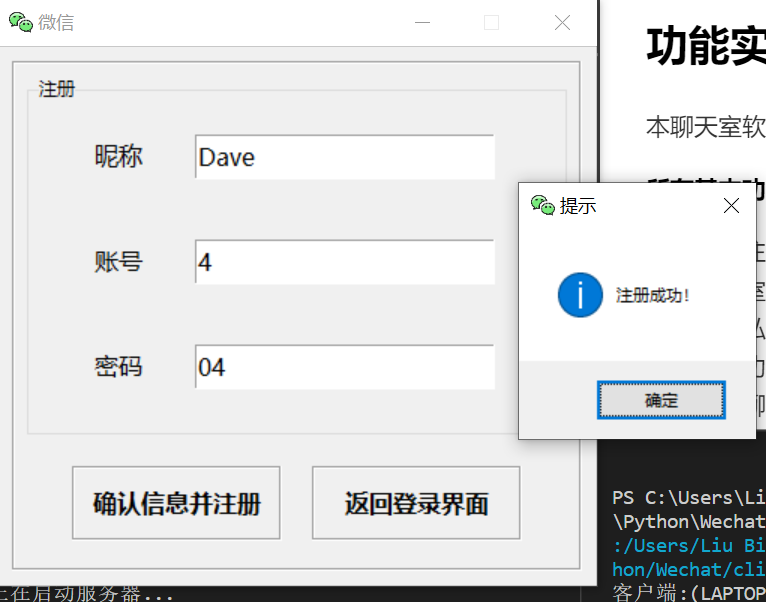 微信
注册
昵称
Dave
账号
4
密码
04
确认信息并注册
返回登录界面
提示
注册成功！
确定
功能实
本聊天室软
PS C:\Users\Li
\Python\Wechat
:/Users/Liu Bi
hon/Wechat/cli
客户端:(LAPTOP
在启动服务器...